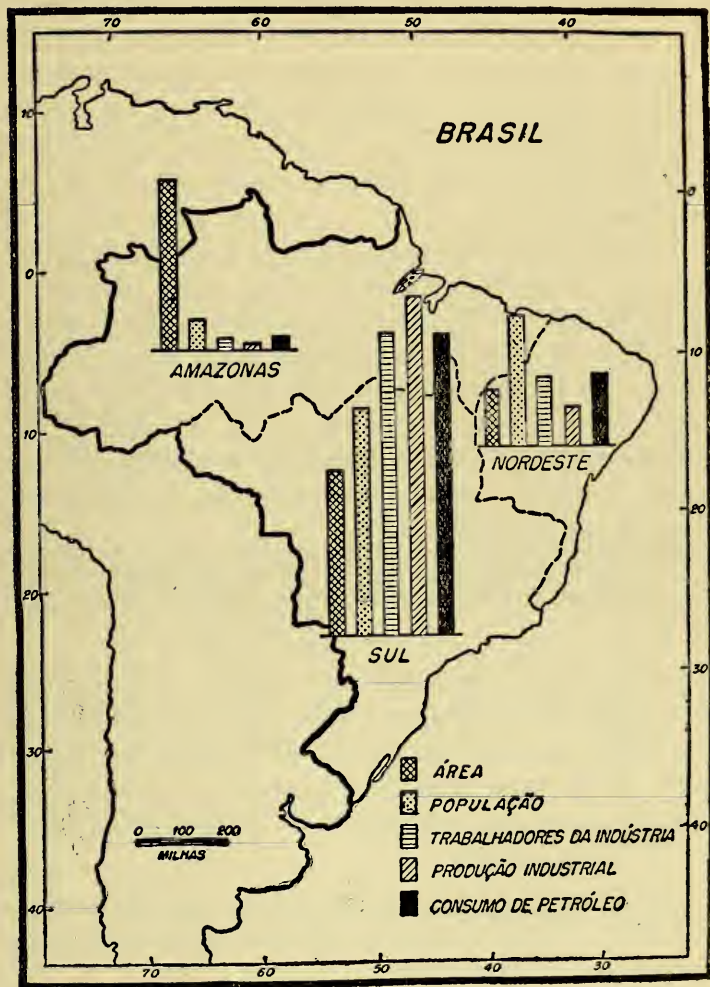 70 60 50 40
BRASIL
10
0
0
AMAZONAS
10
10
NORDESTE
20
20
SUL
30
30
ÁREA
POPULAÇÃO
0 100 200
MILHAS
40
TRABALHADORES DA INDÚSTRIA
PRODUÇÃO INDUSTRIAL
CONSUMO DE PETRÓLEO
40
70 60 50 40 30